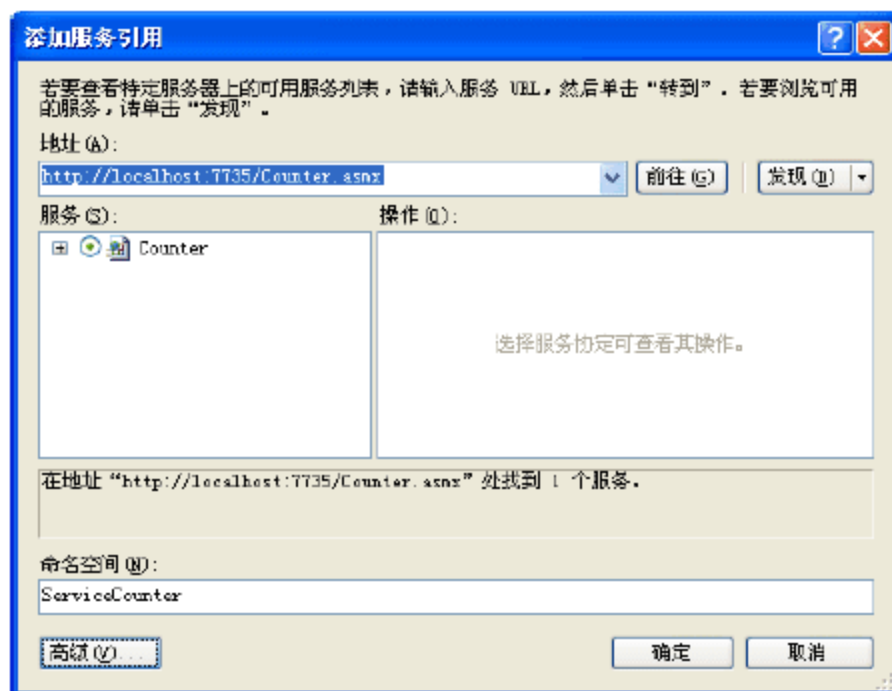 添加服务引用
若要查看特定服务器上的可用服务列表，请输入服务 URL，然后单击“转到”. 若要浏览可用
的服务，请单击“发现”.
地址(A):
http://localhost:7735/Counter.asmx
前往(G)
发现(D)
服务(S):
操作(O):
Counter
选择服务协定可查看其操作。
在地址 “http://localhost:7735/Counter.asmx” 处找到 1 个服务.
命名空间(N):
ServiceCounter
高级(V)...
确定
取消